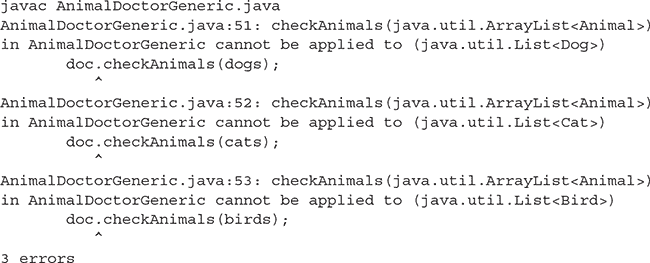 javac AnimalDoctorGeneric.java
AnimalDoctorGeneric.java:51: checkAnimals(java.util.ArrayList<Animal>)
in AnimalDoctorGeneric cannot be applied to (java.util.List<Dog>)
        doc.checkAnimals(dogs);
           ^
AnimalDoctorGeneric.java:52: checkAnimals(java.util.ArrayList<Animal>)
in AnimalDoctorGeneric cannot be applied to (java.util.List<Cat>)
        doc.checkAnimals(cats);
           ^
AnimalDoctorGeneric.java:53: checkAnimals(java.util.ArrayList<Animal>)
in AnimalDoctorGeneric cannot be applied to (java.util.List<Bird>)
        doc.checkAnimals(birds);
           ^
3 errors